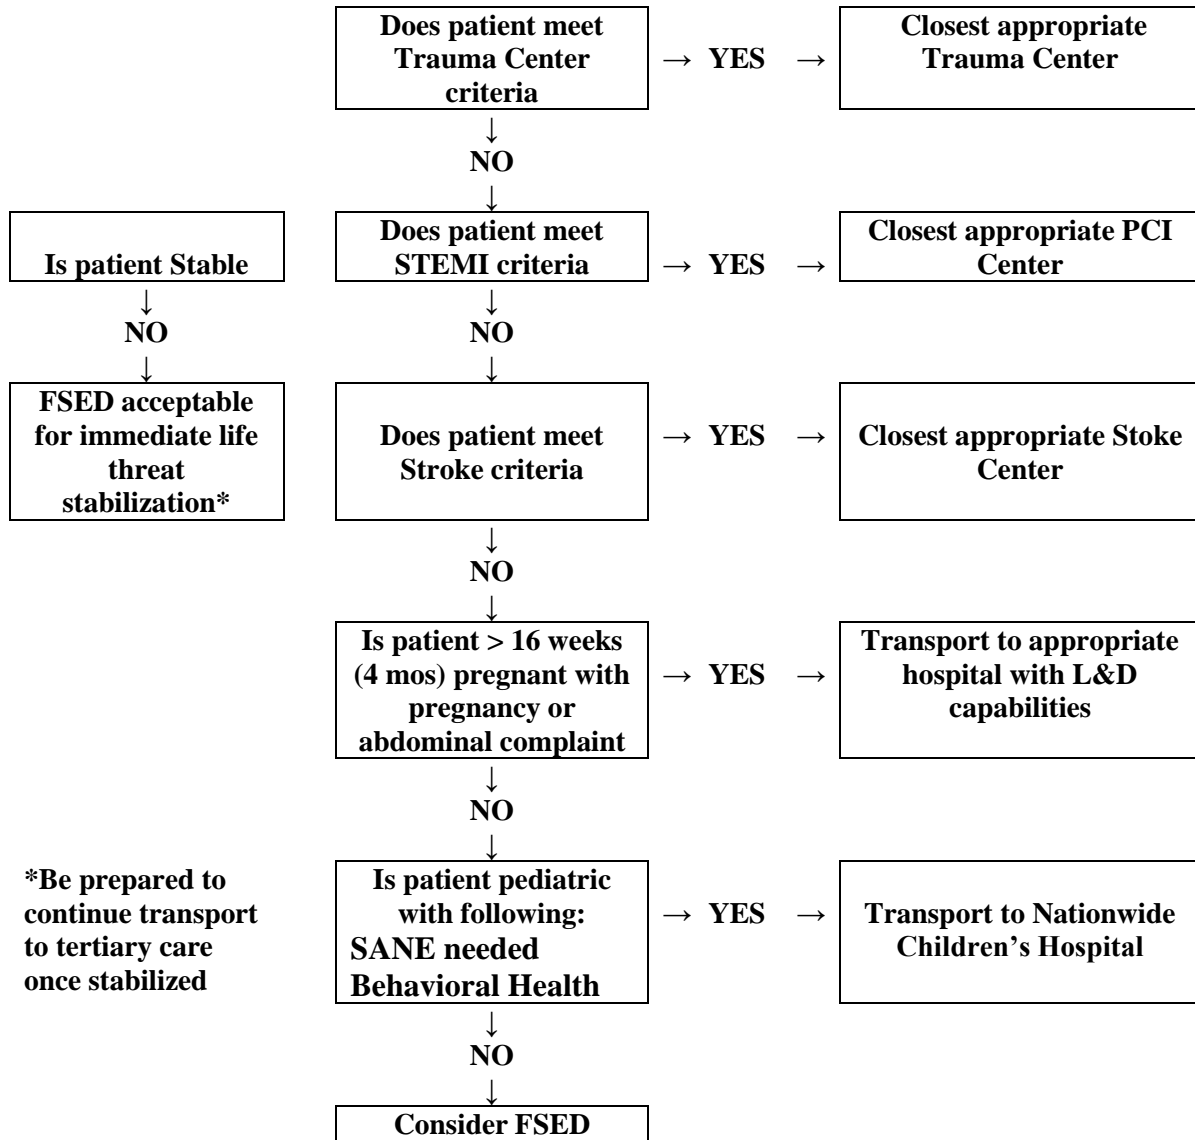 Does patient meet
Trauma Center
criteria
→ YES →
Closest appropriate
Trauma Center
↓
NO
↓
Is patient Stable
↓
NO
↓
FSED acceptable
for immediate life
threat
stabilization*
Does patient meet
STEMI criteria
→ YES →
Closest appropriate PCI
Center
↓
NO
↓
Does patient meet
Stroke criteria
→ YES →
Closest appropriate Stoke
Center
↓
NO
↓
Is patient > 16 weeks
(4 mos) pregnant with
pregnancy or
abdominal complaint
→ YES →
Transport to appropriate
hospital with L&D
capabilities
↓
NO
↓
*Be prepared to
continue transport
to tertiary care
once stabilized
Is patient pediatric
with following:
SANE needed
Behavioral Health
→ YES →
Transport to Nationwide
Children’s Hospital
↓
NO
↓
Consider FSED